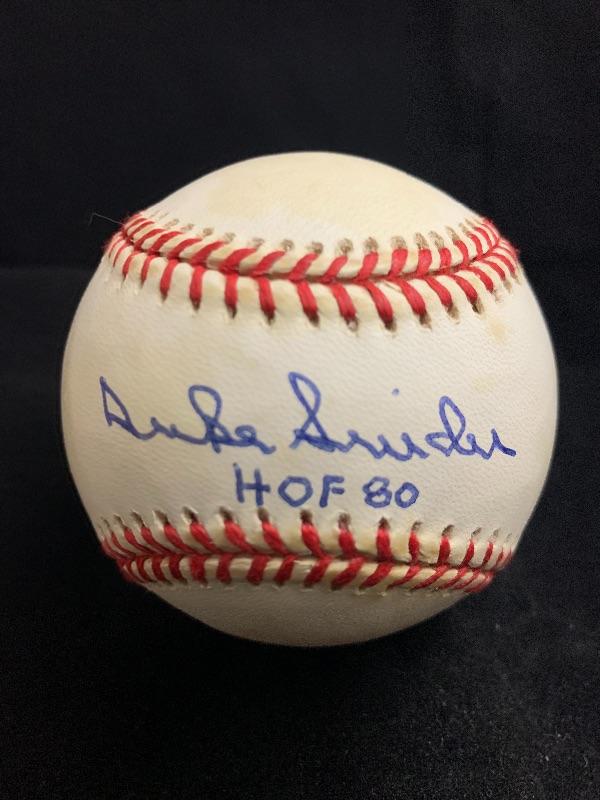 Duke Snider
HOF 80